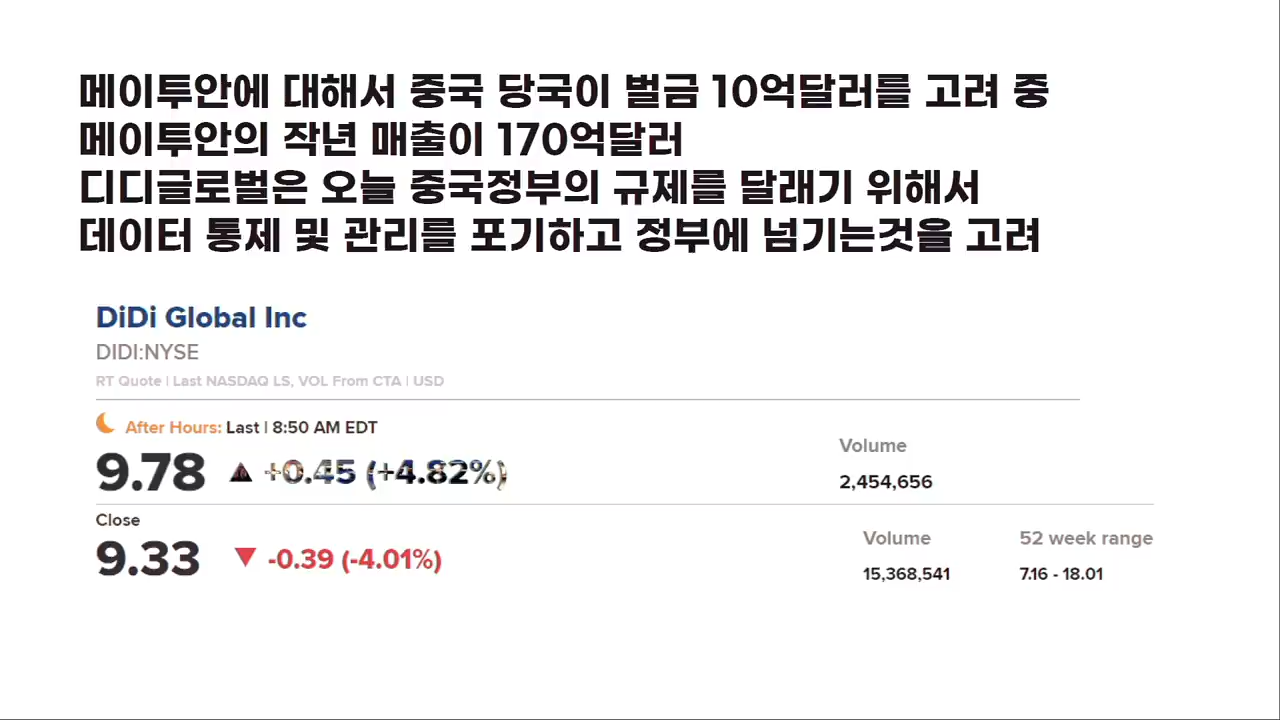 메이투안에 대해서 중국 당국이 벌금 10억달러를 고려 중
메이투안의 작년 매출이 170억달러
디디글로벌은 오늘 중국정부의 규제를 달래기 위해서
데이터 통제 및 관리를 포기하고 정부에 넘기는것을 고려
DiDi Global Inc
DIDI:NYSE
RT Quote | Last NASDAQ LS, VOL From CTA | USD
After Hours: Last | 8:50 AM EDT
9.78 ▲ +0.45 (+4.82%)
Volume
2,454,656
Close
9.33 ▼ -0.39 (-4.01%)
Volume 52 week range
15,368,541 7.16 - 18.01